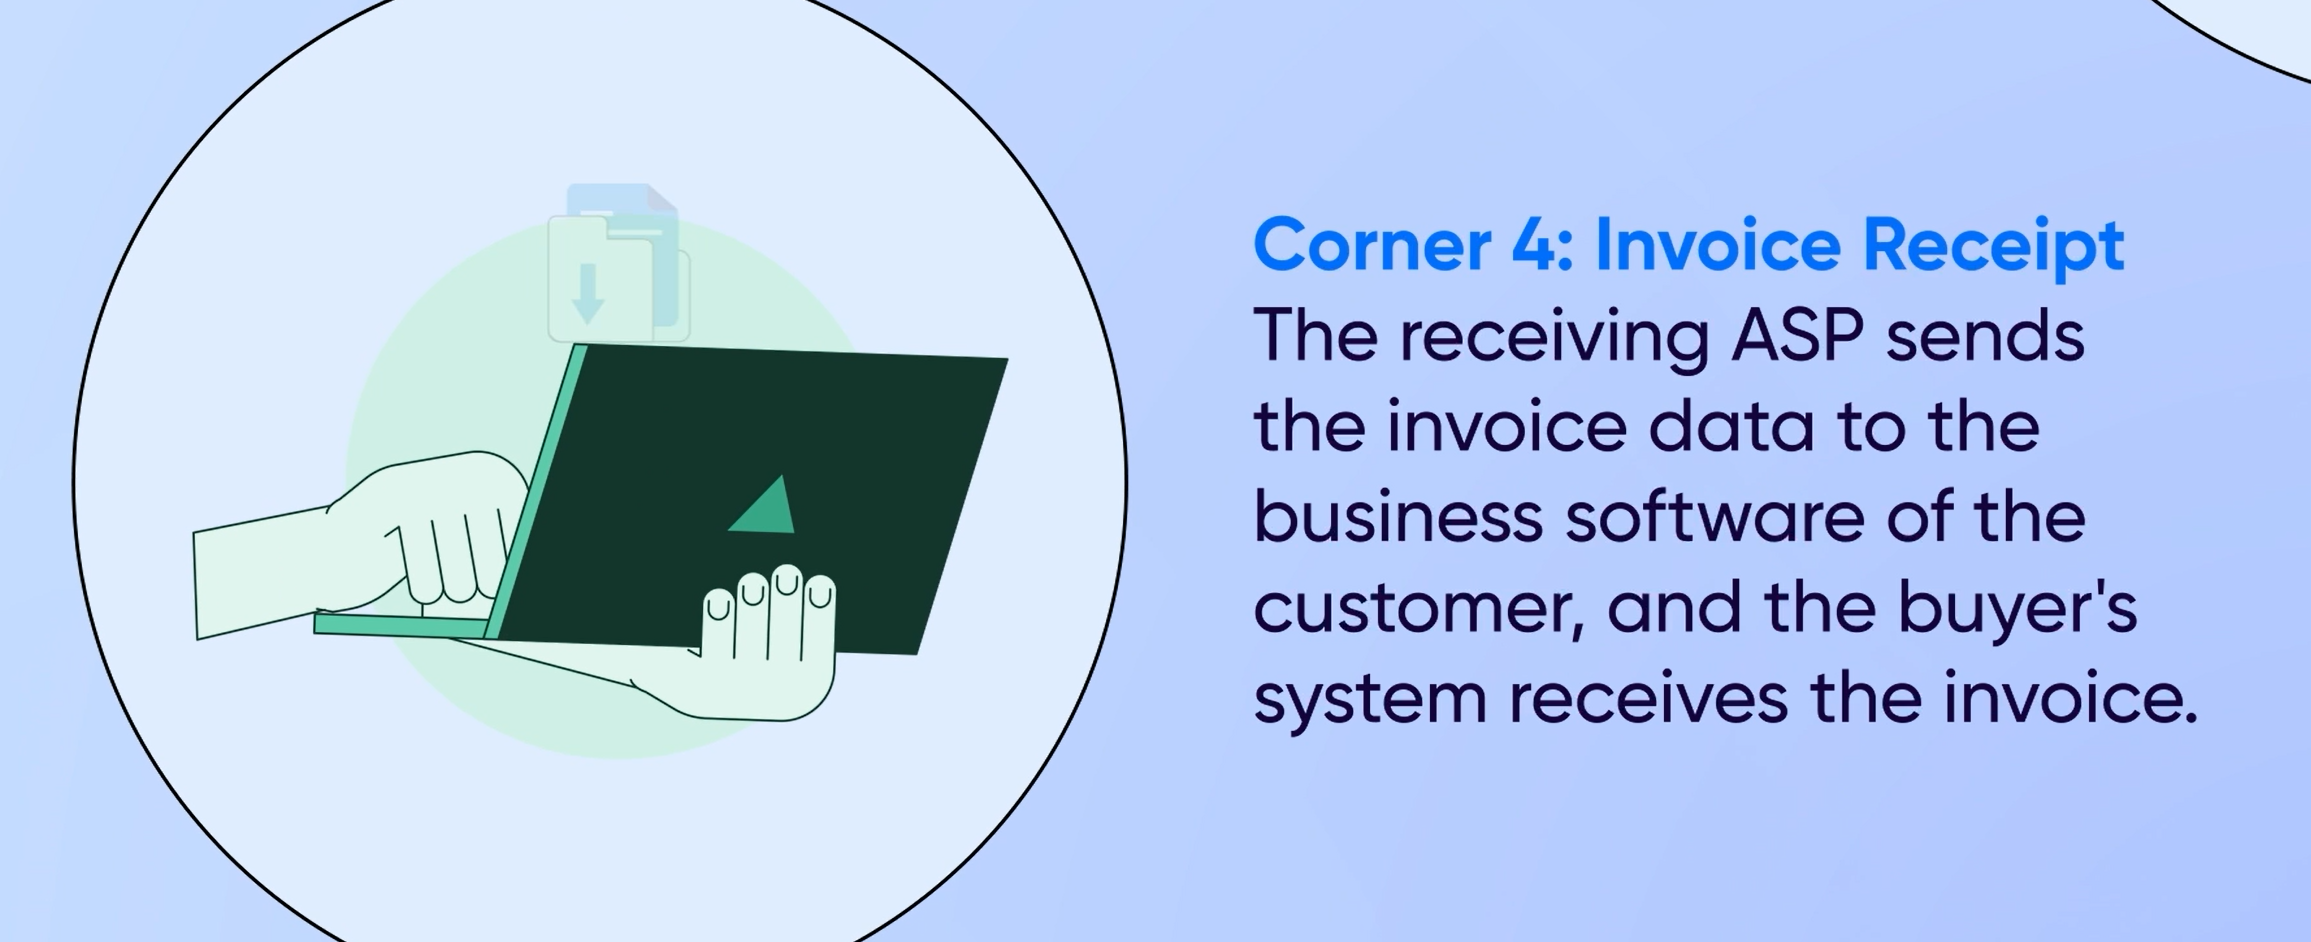 Corner 4: Invoice Receipt
The receiving ASP sends
the invoice data to the
business software of the
customer, and the buyer's
system receives the invoice.